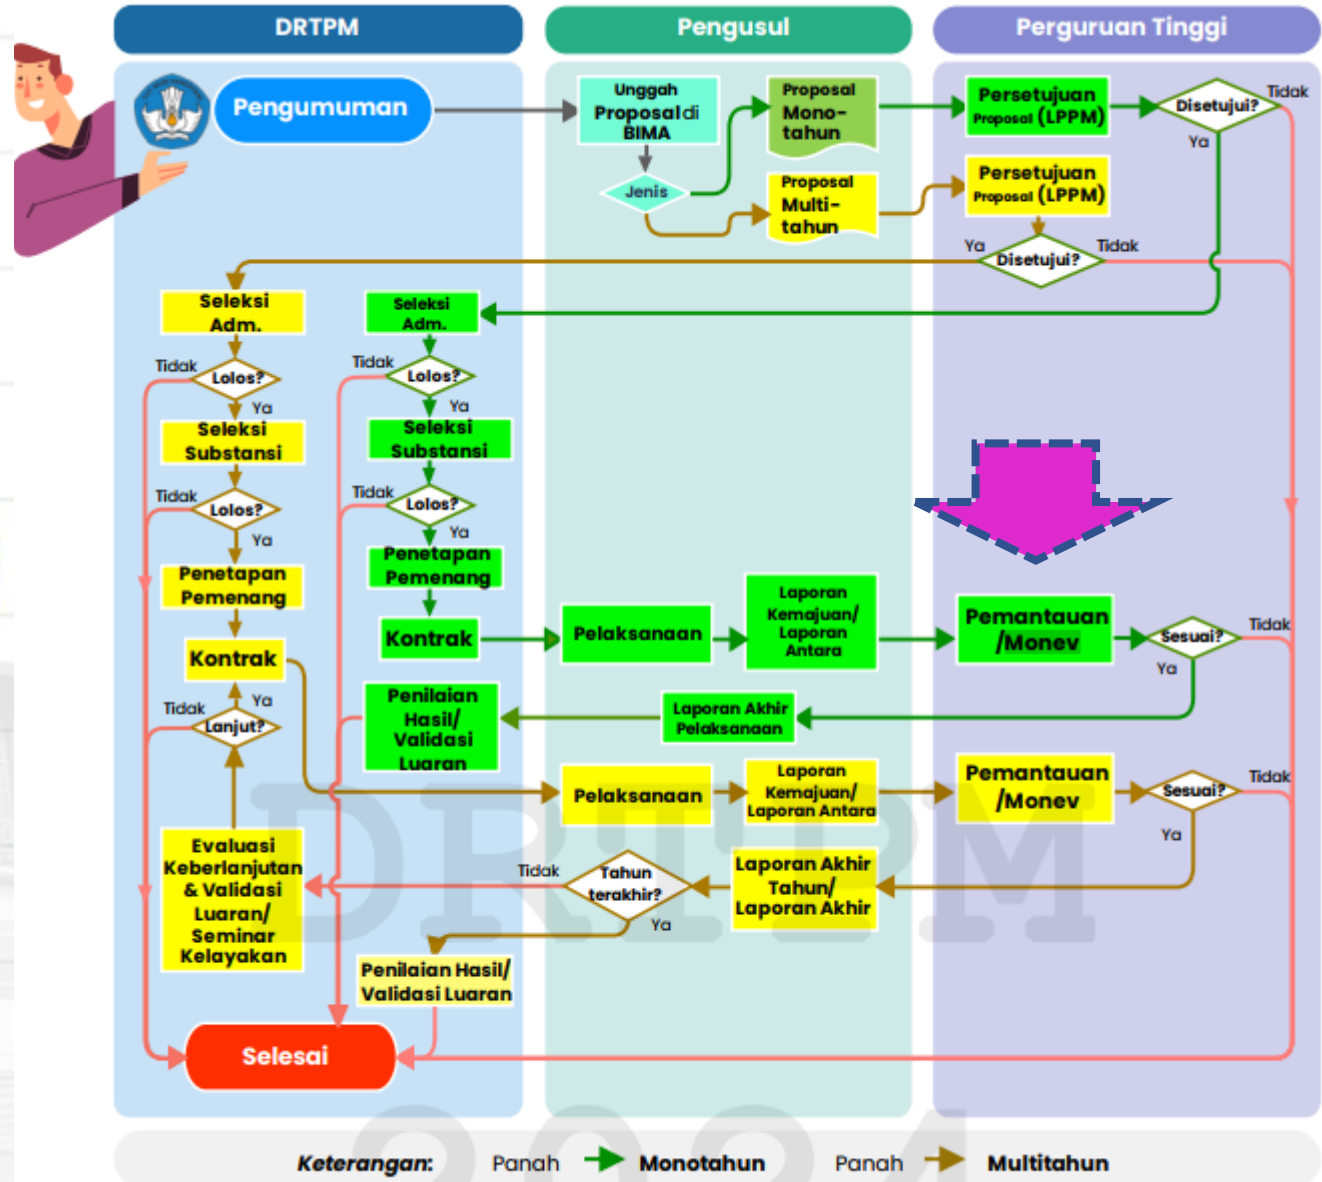 DRTPM
Pengusul
Perguruan Tinggi
Pengumuman
Unggah
Proposal di
BIMA
Jenis
Proposal
Mono-
tahun
Proposal
Multi-
tahun
Persetujuan
Proposal (LPPM)
Disetujui?
Tidak
Ya
Persetujuan
Proposal (LPPM)
Ya
Disetujui?
Tidak
Seleksi
Adm.
Tidak
Lolos?
Ya
Seleksi
Substansi
Tidak
Lolos?
Ya
Penetapan
Pemenang
Kontrak
Ya
Tidak
Lanjut?
Evaluasi
Keberlanjutan
& Validasi
Luaran/
Seminar
Kelayakan
Seleksi
Adm.
Tidak
Lolos?
Ya
Seleksi
Substansi
Tidak
Lolos?
Ya
Penetapan
Pemenang
Kontrak
Penilaian
Hasil/
Validasi
Luaran
Pelaksanaan
Laporan
Kemajuan/
Laporan
Antara
Pemantauan
/Monev
Sesuai?
Tidak
Ya
Laporan Akhir
Pelaksanaan
Pelaksanaan
Laporan
Kemajuan/
Laporan Antara
Pemantauan
/Monev
Sesuai?
Tidak
Ya
Laporan Akhir
Tahun/
Laporan Akhir
Tahun
terakhir?
Tidak
Ya
Penilaian Hasil/
Validasi Luaran
Selesai
DRTPM
2024
Keterangan: Panah Monotahun Panah Multitahun